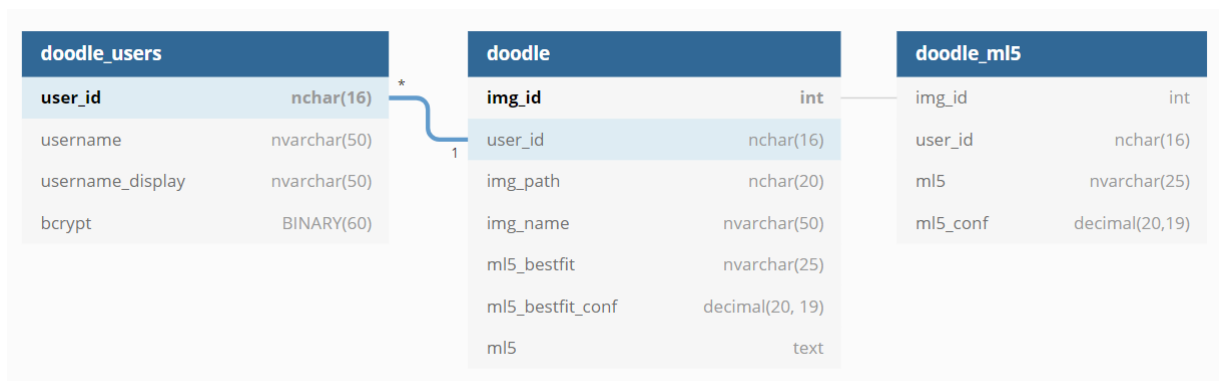 doodle_users
user_id nchar(16)
username nvarchar(50)
username_display nvarchar(50)
bcrypt BINARY(60)
*
1
doodle
img_id int
user_id nchar(16)
img_path nchar(20)
img_name nvarchar(50)
ml5_bestfit nvarchar(25)
ml5_bestfit_conf decimal(20, 19)
ml5 text
doodle_ml5
img_id int
user_id nchar(16)
ml5 nvarchar(25)
ml5_conf decimal(20,19)